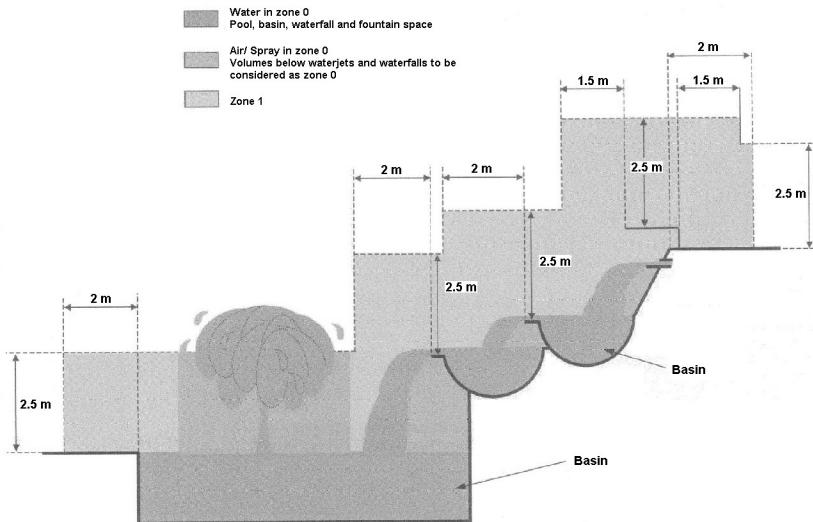 Water in zone 0
Pool, basin, waterfall and fountain space
Air/ Spray in zone 0
Volumes below waterjets and waterfalls to be
considered as zone 0
Zone 1
2 m
1.5 m
1.5 m
2 m
2 m
2.5 m
2.5 m
2.5 m
2.5 m
2 m
2.5 m
Basin
Basin